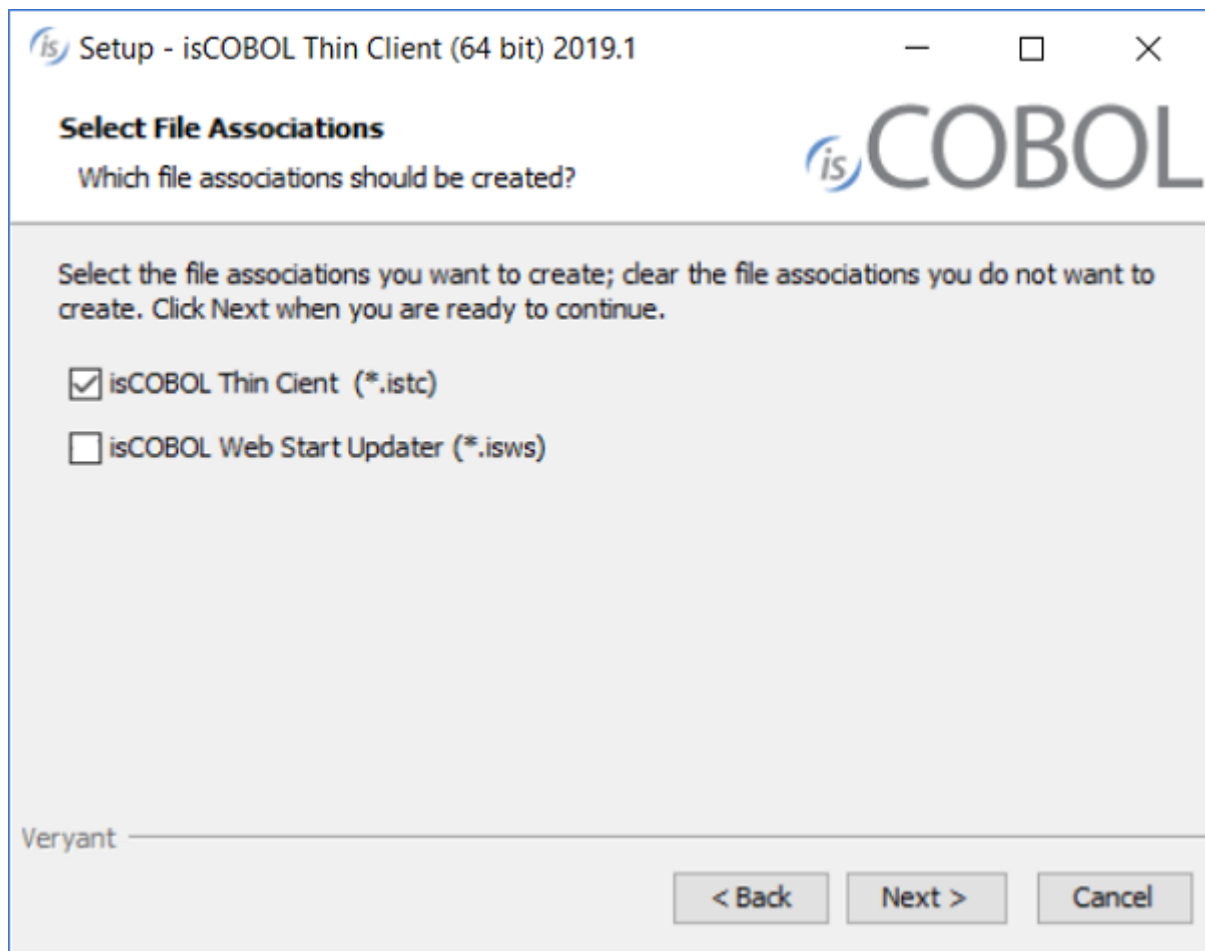 is Setup - isCOBOL Thin Client (64 bit) 2019.1
Select File Associations
Which file associations should be created?
isCOBOL
Select the file associations you want to create; clear the file associations you do not want to
create. Click Next when you are ready to continue.
isCOBOL Thin Cient (*.istc)
isCOBOL Web Start Updater (*.isws)
Veryant
< Back Next > Cancel